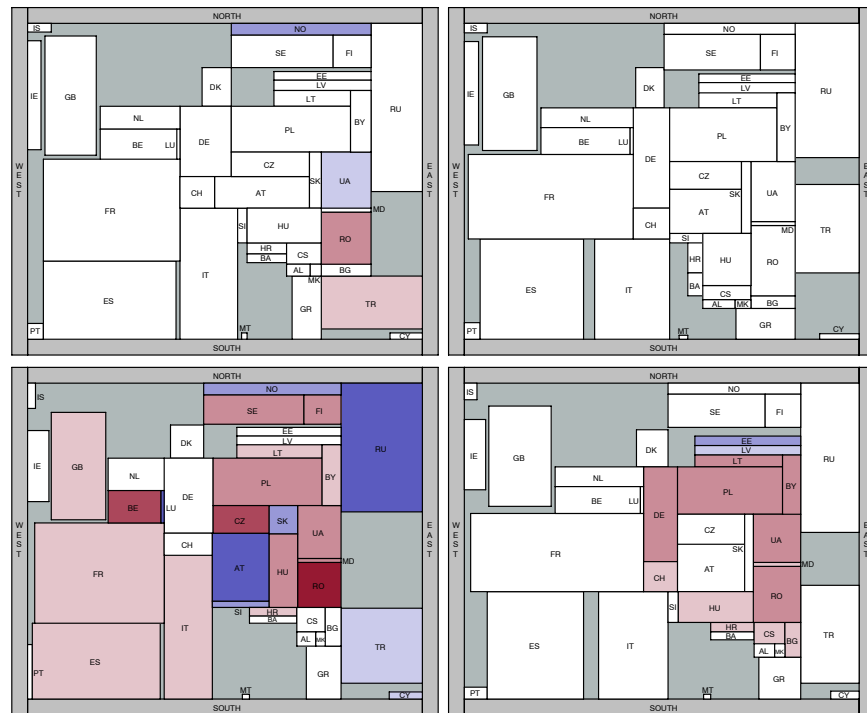 NORTH
IS NO
SE FI
IE GB DK EE
LV
LT RU
NL DE PL BY
BE LU
CZ SK UA
WEST EAST
FR CH AT
SI HU MD
HR CS RO
BA
AL BG
MK
ES IT GR TR
PT MT CY
SOUTH
NORTH
IS NO
SE FI
IE GB DK EE
LV
LT RU
NL DE PL BY
BE LU
CZ SK UA
WEST EAST
FR CH AT
SI HU MD
HR RO TR
BA CS
AL MK BG
ES IT GR
PT MT CY
SOUTH
NORTH
IS NO
SE FI
IE GB DK EE
LV
LT RU
NL DE PL BY
BE LU
CZ SK UA
WEST EAST
FR CH AT HU MD
RO
SI HR
BA CS BG
AL MK
ES IT GR TR
PT MT CY
SOUTH
NORTH
IS NO
SE FI
IE GB DK EE
LV
LT RU
NL DE PL BY
BE LU
CZ SK UA
WEST EAST
FR CH AT MD
SI HU RO
HR CS BG
BA
AL MK
ES IT GR TR
PT MT CY
SOUTH